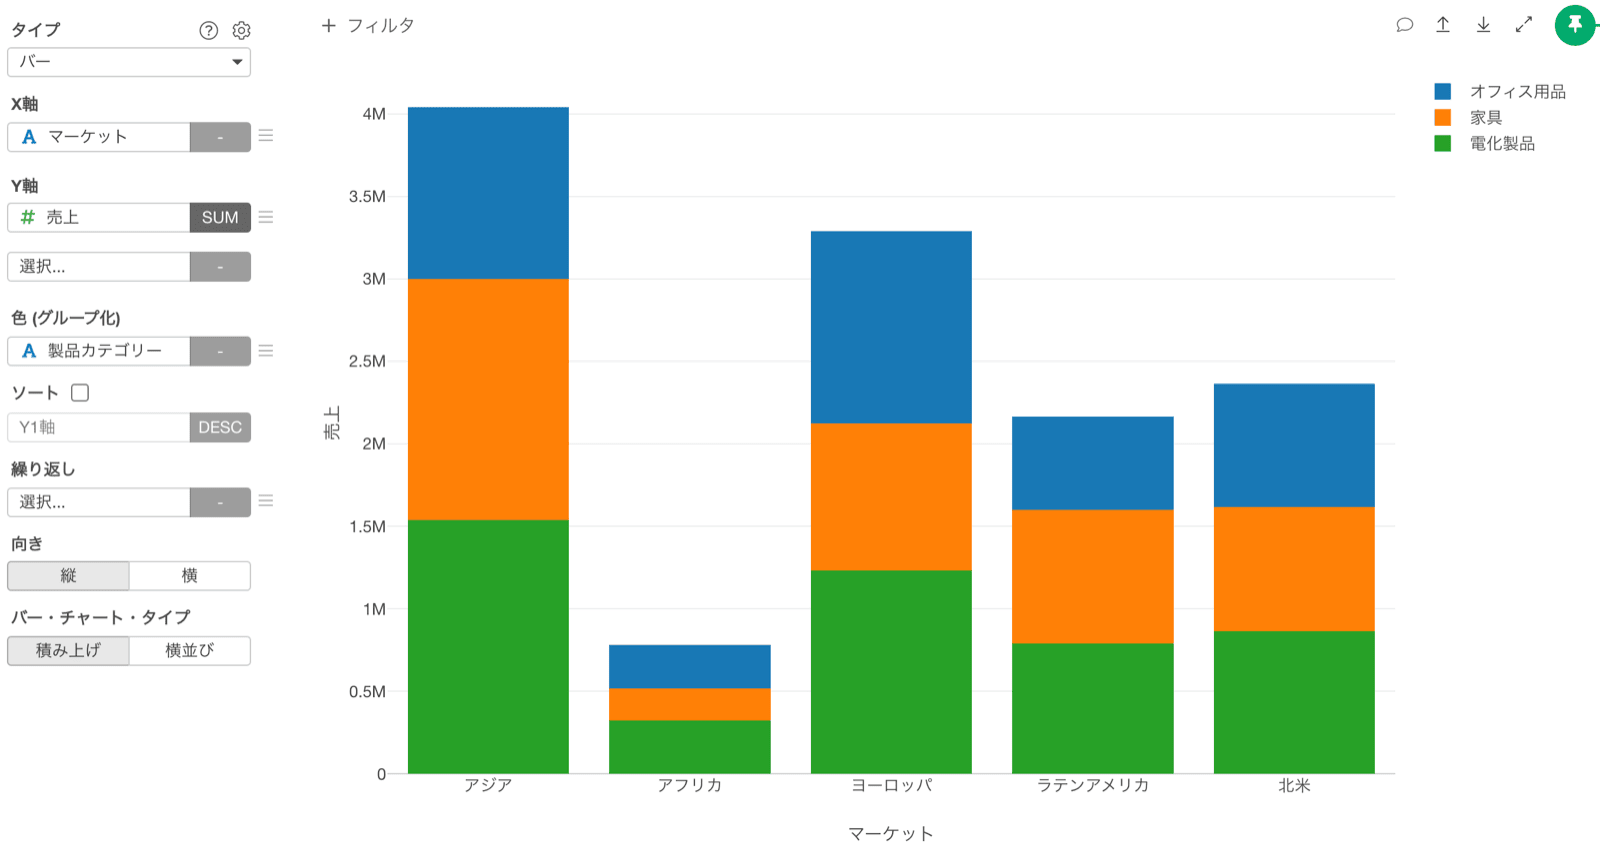 タイプ
バー
X軸
A マーケット -
Y軸
# 売上 SUM
選択... -
色 (グループ化)
A 製品カテゴリー -
ソート
Y1軸 DESC
繰り返し
選択... -
向き
縦 横
バー・チャート・タイプ
積み上げ 横並び
+ フィルタ
オフィス用品
家具
電化製品
4M
3.5M
3M
2.5M
2M
1.5M
1M
0.5M
0
売上
アジア アフリカ ヨーロッパ ラテンアメリカ 北米
マーケット